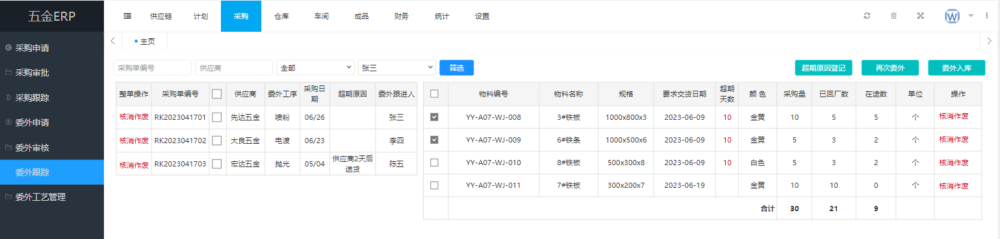 五金ERP
供应链 计划 采购 仓库 车间 成品 财务 统计 设置
W
主页
采购申请
采购审批
采购跟踪
委外申请
委外审核
委外跟踪
委外工艺管理
采购单编号 供应商 全部 张三 筛选 超期原因登记 再次委外 委外入库
整单操作 采购单编号 供应商 委外工序 采购日期 超期原因 委外跟进人
核消作废 RK2023041701 先达五金 喷粉 06/26 张三
核消作废 RK2023041702 大良五金 电渡 06/23 李四
核消作废 RK2023041703 宏达五金 抛光 05/04 供应商2天后送货 陈五
物料编号 物料名称 规格 要求交货日期 超期天数 颜 色 采购量 已回厂数 在途数 单位 操作
YY-A07-WJ-008 3#铁板 1000x800x3 2023-06-09 10 金黄 10 5 5 个 核消作废
YY-A07-WJ-009 6#铁条 1000x500x6 2023-06-09 10 金黄 5 3 2 个 核消作废
YY-A07-WJ-010 8#铁板 500x300x8 2023-06-09 10 白色 5 3 2 个 核消作废
YY-A07-WJ-011 7#铁板 300x200x7 2023-06-19 金黄 10 10 0 个 核消作废
合计 30 21 9